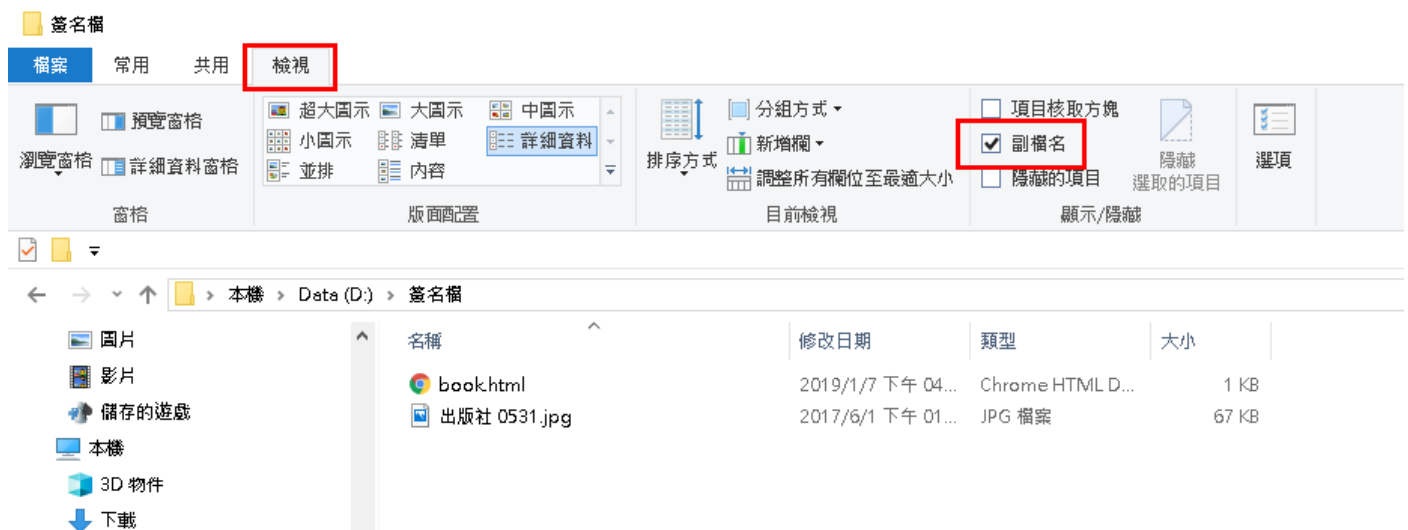 簽名檔
檔案 常用 共用 檢視
預覽窗格 超大圖示 大圖示 中圖示 分組方式 項目核取方塊
小圖示 清單 詳細資料 新增欄 副檔名
瀏覽窗格 詳細資料窗格 並排 內容 排序方式 調整所有欄位至最適大小 隱藏的項目 隱藏 選取的項目 選項
窗格 版面配置 目前檢視 顯示/隱藏
本機 Data (D:) 簽名檔
圖片 名稱 修改日期 類型 大小
影片 book.html 2019/1/7 下午 04... Chrome HTML D... 1 KB
儲存的遊戲 出版社 0531.jpg 2017/6/1 下午 01... JPG 檔案 67 KB
本機
3D 物件
下載